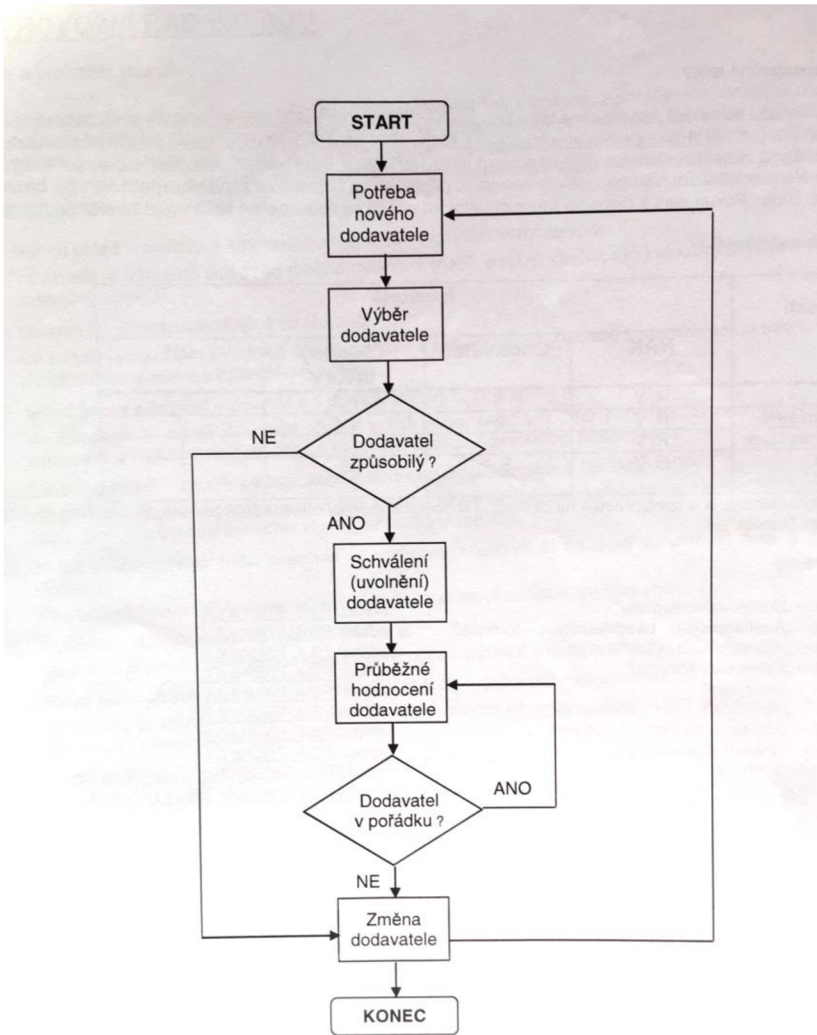 START
Potřeba
nového
dodavatele
Výběr
dodavatele
NE
Dodavatel
způsobilý ?
ANO
Schválení
(uvolnění)
dodavatele
Průběžné
hodnocení
dodavatele
ANO
Dodavatel
v pořádku ?
NE
Změna
dodavatele
KONEC